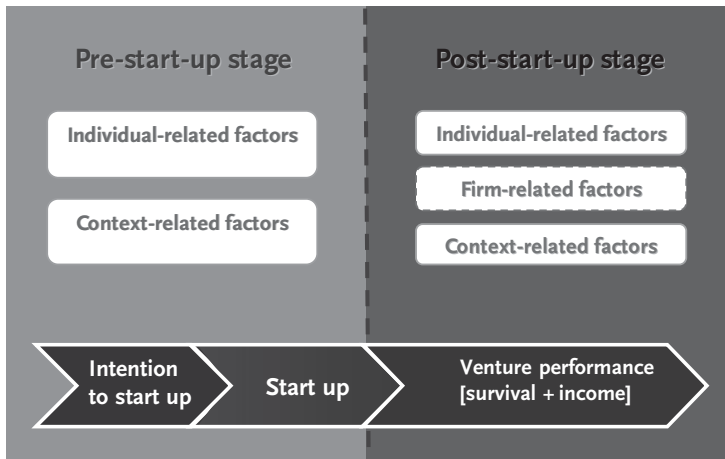 Pre-start-up stage
Individual-related factors
Context-related factors
Post-start-up stage
Individual-related factors
Firm-related factors
Context-related factors
Intention
to start up
Start up
Venture performance
[survival + income]